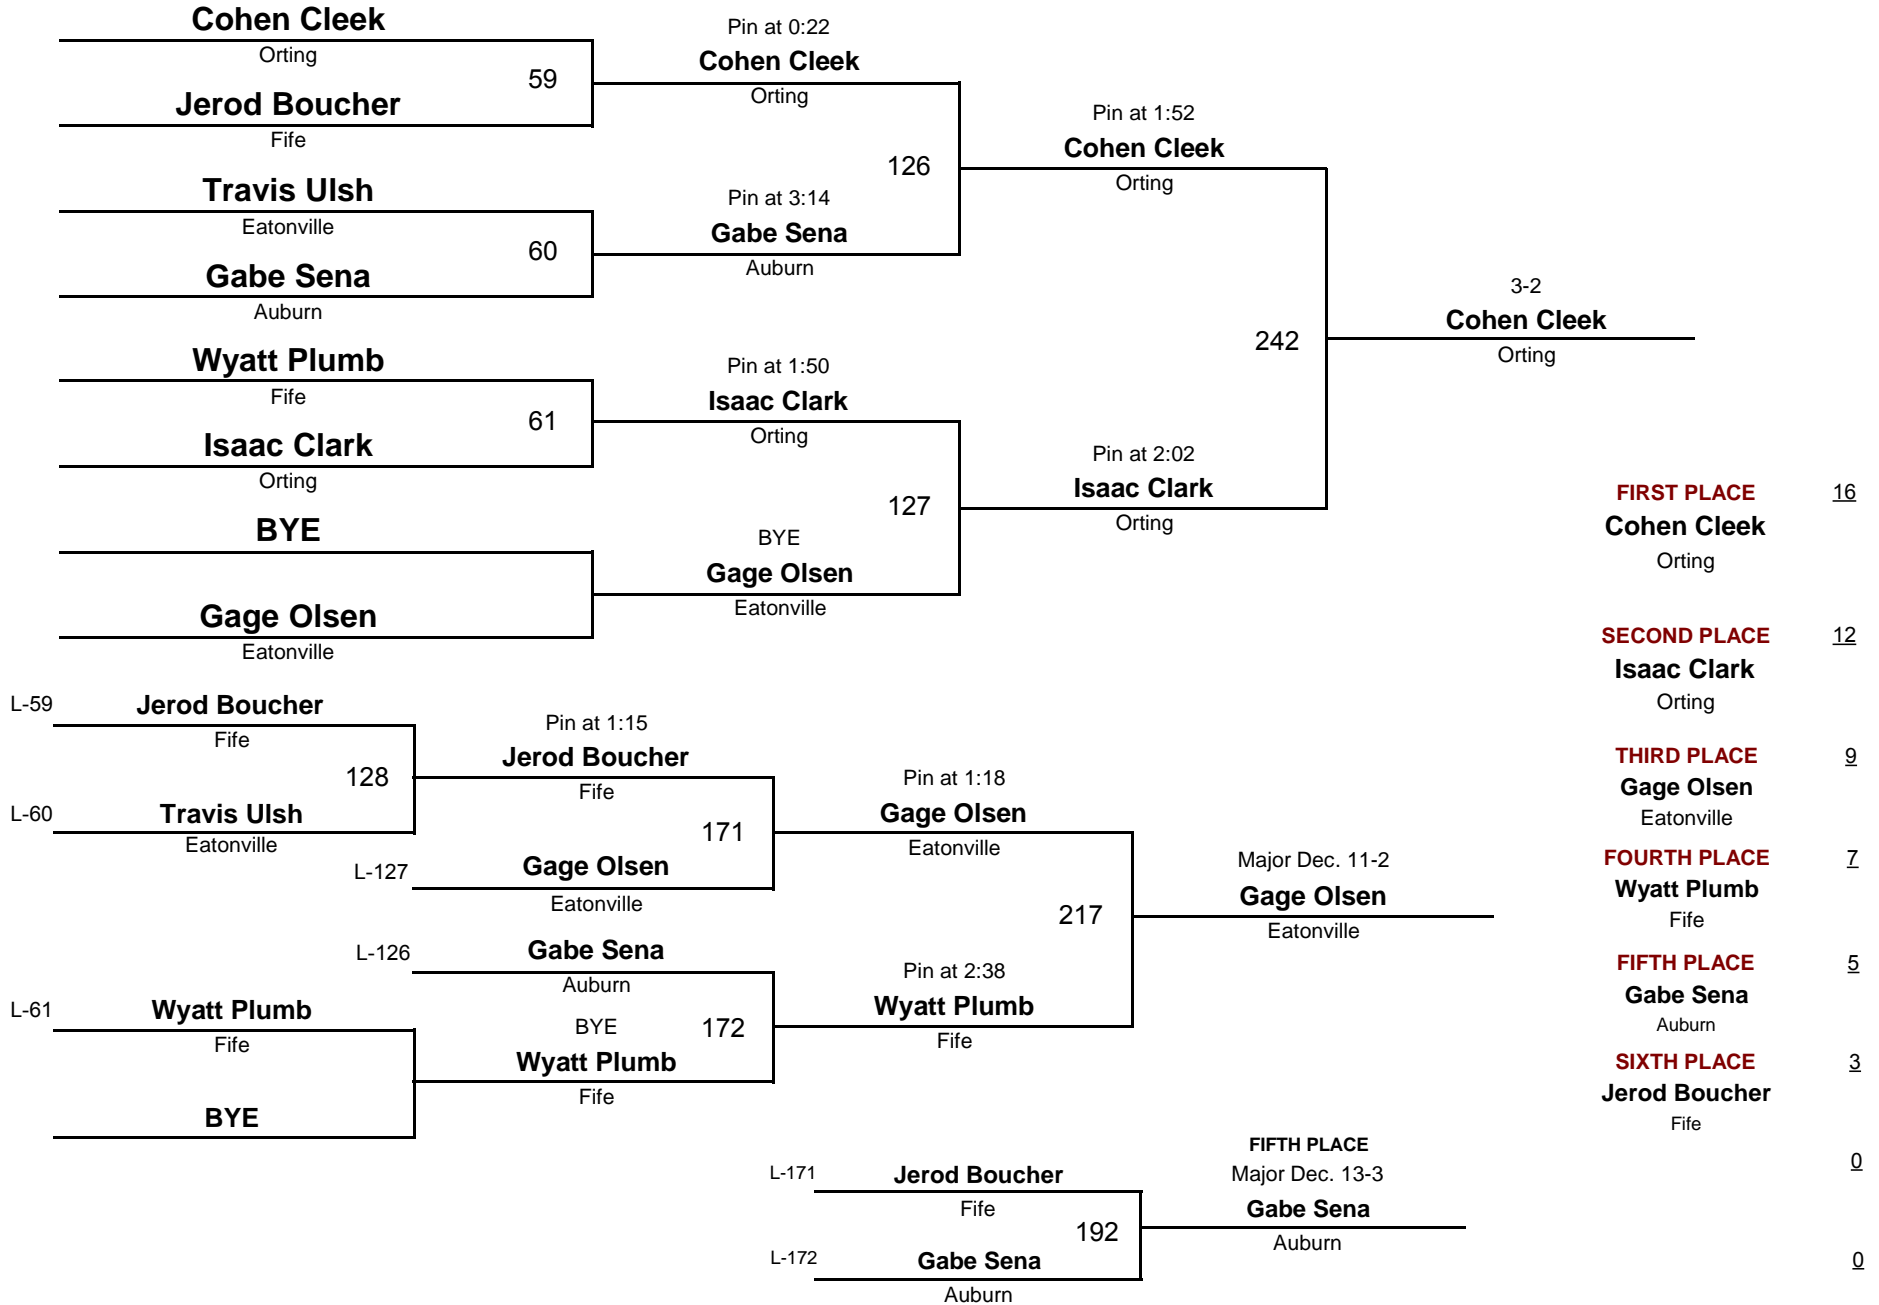 Cohen Cleek
Orting
59
Jerod Boucher
Fife
Travis Ulsh
Eatonville
60
Gabe Sena
Auburn
Wyatt Plumb
Fife
61
Isaac Clark
Orting
BYE
Gage Olsen
Eatonville
Pin at 0:22
Cohen Cleek
Orting
126
Pin at 3:14
Gabe Sena
Auburn
Pin at 1:50
Isaac Clark
Orting
127
BYE
Gage Olsen
Eatonville
Pin at 1:52
Cohen Cleek
Orting
242
Pin at 2:02
Isaac Clark
Orting
3-2
Cohen Cleek
Orting
L-59
Jerod Boucher
Fife
128
L-60
Travis Ulsh
Eatonville
Pin at 1:15
Jerod Boucher
Fife
171
L-127
Gage Olsen
Eatonville
L-126
Gabe Sena
Auburn
L-61
Wyatt Plumb
Fife
BYE
BYE
172
Wyatt Plumb
Fife
Pin at 1:18
Gage Olsen
Eatonville
217
Pin at 2:38
Wyatt Plumb
Fife
Major Dec. 11-2
Gage Olsen
Eatonville
L-171
Jerod Boucher
Fife
192
L-172
Gabe Sena
Auburn
FIFTH PLACE
Major Dec. 13-3
Gabe Sena
Auburn
FIRST PLACE 16
Cohen Cleek
Orting
SECOND PLACE 12
Isaac Clark
Orting
THIRD PLACE 9
Gage Olsen
Eatonville
FOURTH PLACE 7
Wyatt Plumb
Fife
FIFTH PLACE 5
Gabe Sena
Auburn
SIXTH PLACE 3
Jerod Boucher
Fife
0
0